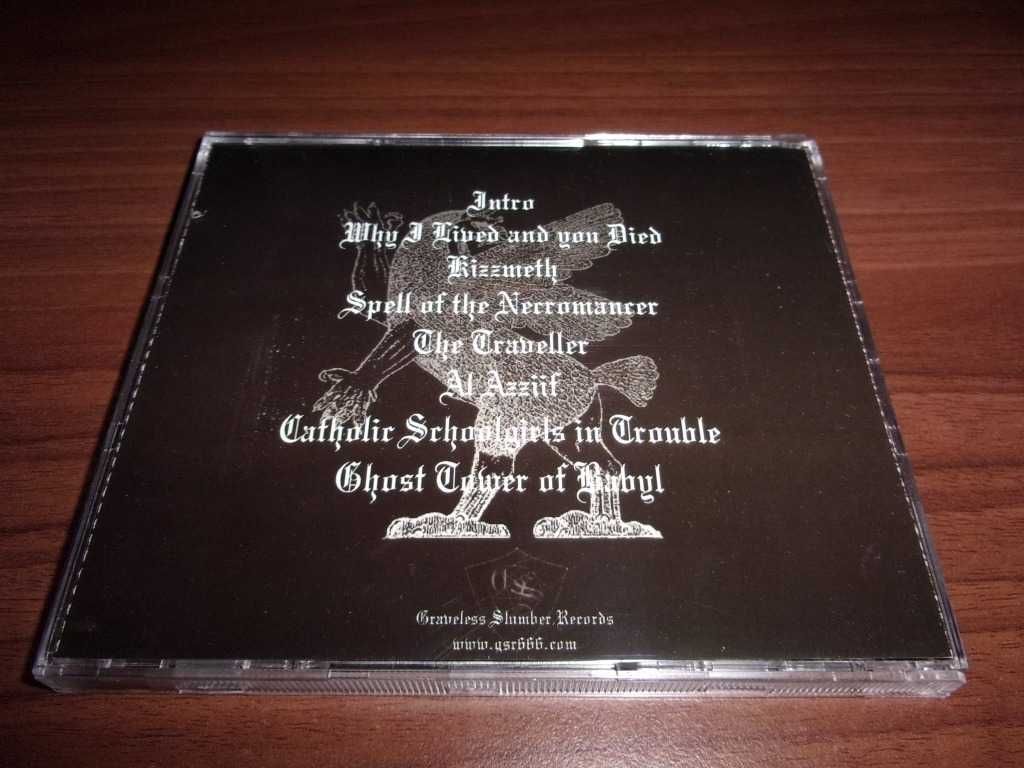 Intro
Why I Lived and you Died
Kizzmeth
Spell of the Necromancer
The Traveller
Al Azziif
Catholic Schoolgirls in Trouble
Ghost Tower of Babyl
Graveless Slumber Records
www.gsr666.com